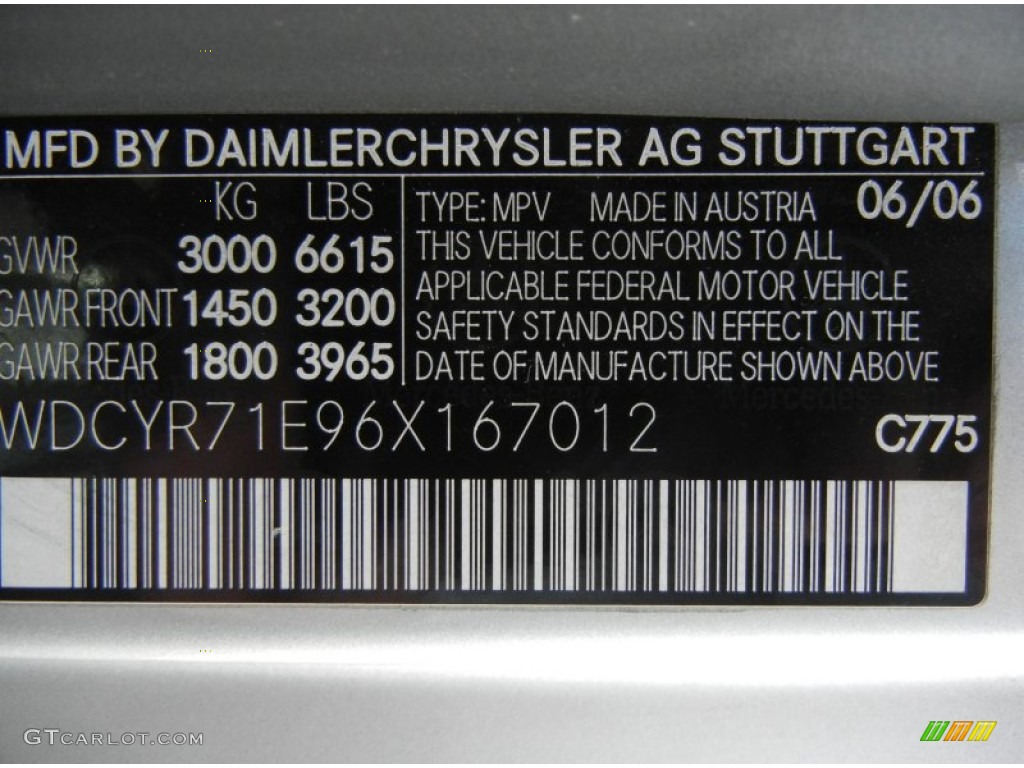 MFD BY DAIMLERCHRYSLER AG STUTTGART
KG LBS
GVWR 3000 6615
GAWR FRONT 1450 3200
GAWR REAR 1800 3965
TYPE: MPV MADE IN AUSTRIA 06/06
THIS VEHICLE CONFORMS TO ALL
APPLICABLE FEDERAL MOTOR VEHICLE
SAFETY STANDARDS IN EFFECT ON THE
DATE OF MANUFACTURE SHOWN ABOVE
WDCYR71E96X167012 C775
GTCARLOT.COM